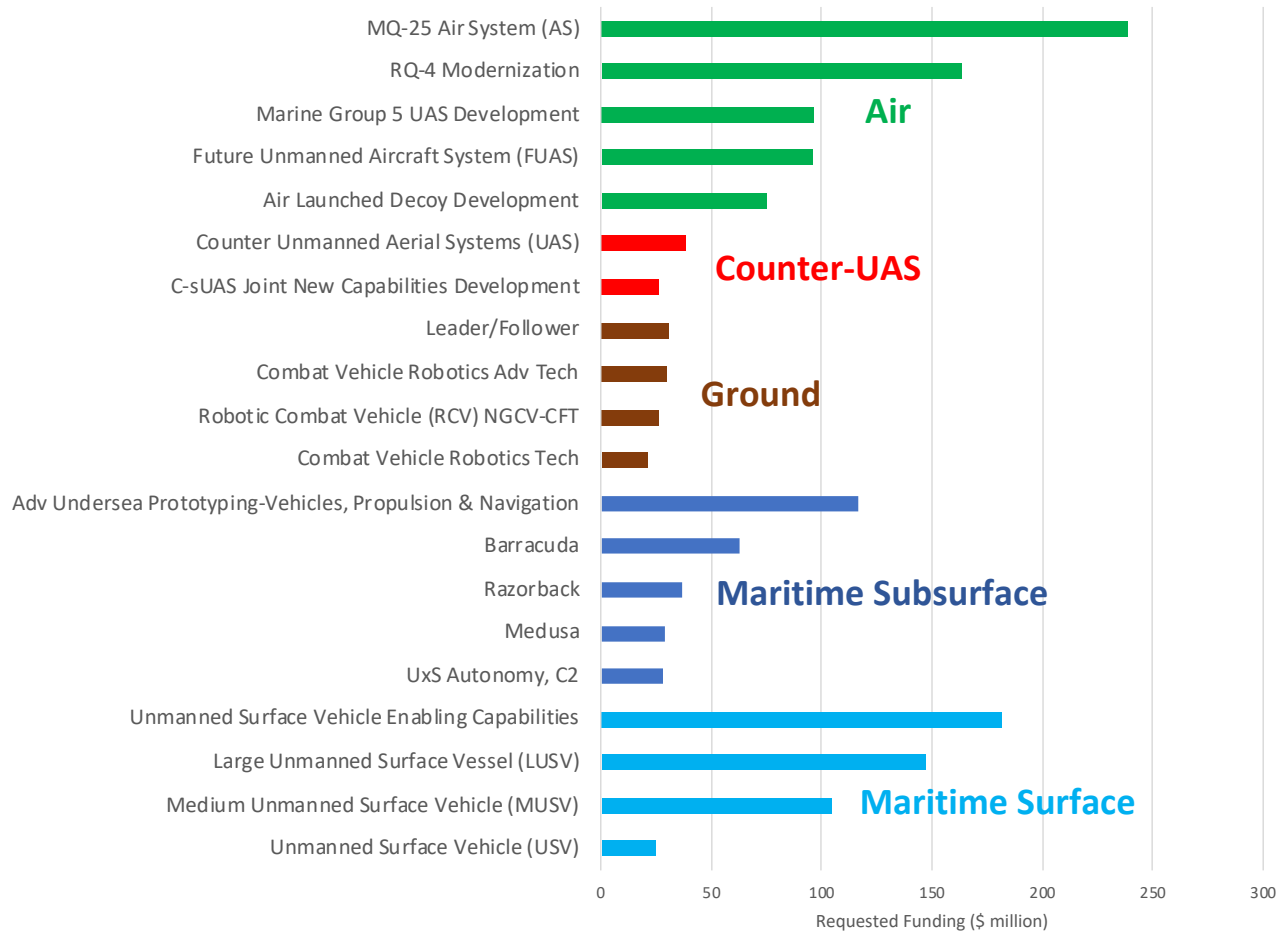 MQ-25 Air System (AS)
RQ-4 Modernization
Marine Group 5 UAS Development
Air
Future Unmanned Aircraft System (FUAS)
Air Launched Decoy Development
Counter Unmanned Aerial Systems (UAS)
Counter-UAS
C-sUAS Joint New Capabilities Development
Leader/Follower
Combat Vehicle Robotics Adv Tech
Ground
Robotic Combat Vehicle (RCV) NGCV-CFT
Combat Vehicle Robotics Tech
Adv Undersea Prototyping-Vehicles, Propulsion & Navigation
Barracuda
Razorback
Maritime Subsurface
Medusa
UxS Autonomy, C2
Unmanned Surface Vehicle Enabling Capabilities
Large Unmanned Surface Vessel (LUSV)
Medium Unmanned Surface Vehicle (MUSV)
Maritime Surface
Unmanned Surface Vehicle (USV)
0 50 100 150 200 250 300
Requested Funding ($ million)